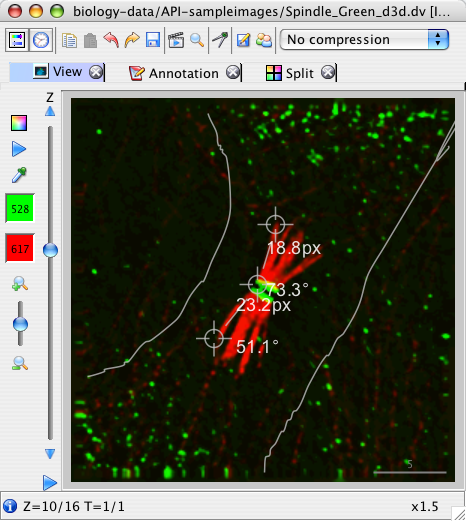 biology-data/API-sampleimages/Spindle_Green_d3d.dv [I...
No compression
View
Annotation
Split
Z
528
617
18.8px
73.3°
23.2px
51.1°
5
Z=10/16 T=1/1
x1.5